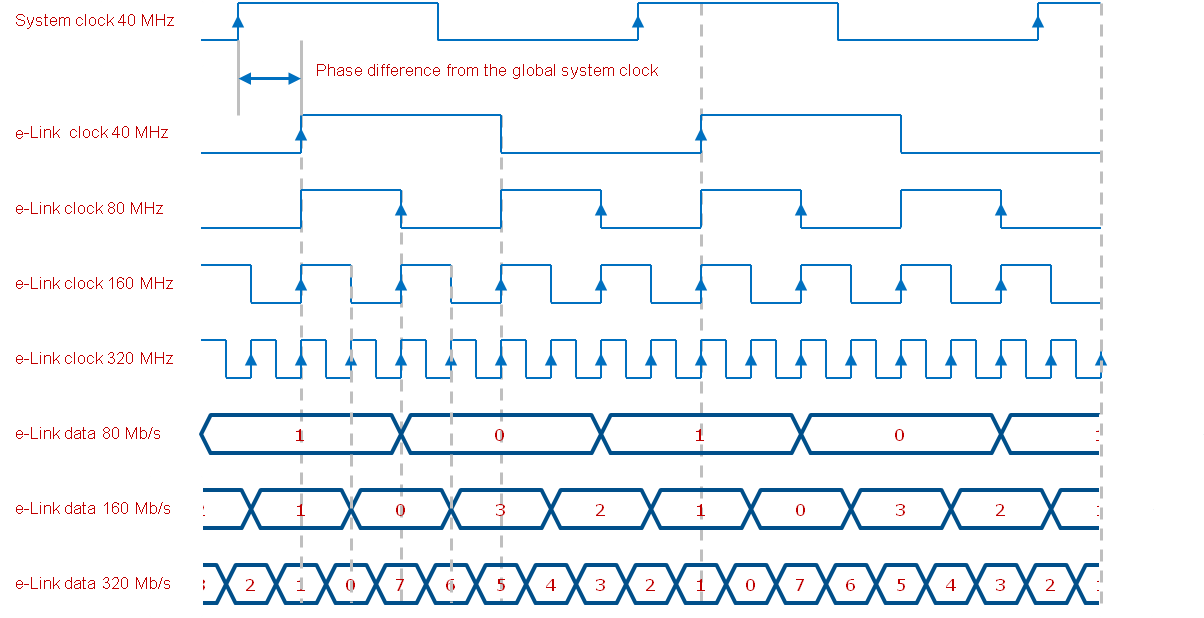 System clock 40 MHz
Phase difference from the global system clock
e-Link clock 40 MHz
e-Link clock 80 MHz
e-Link clock 160 MHz
e-Link clock 320 MHz
e-Link data 80 Mb/s 1 0 1 0
e-Link data 160 Mb/s 1 0 3 2 1 0 3 2
e-Link data 320 Mb/s 2 1 0 7 6 5 4 3 2 1 0 7 6 5 4 3 2